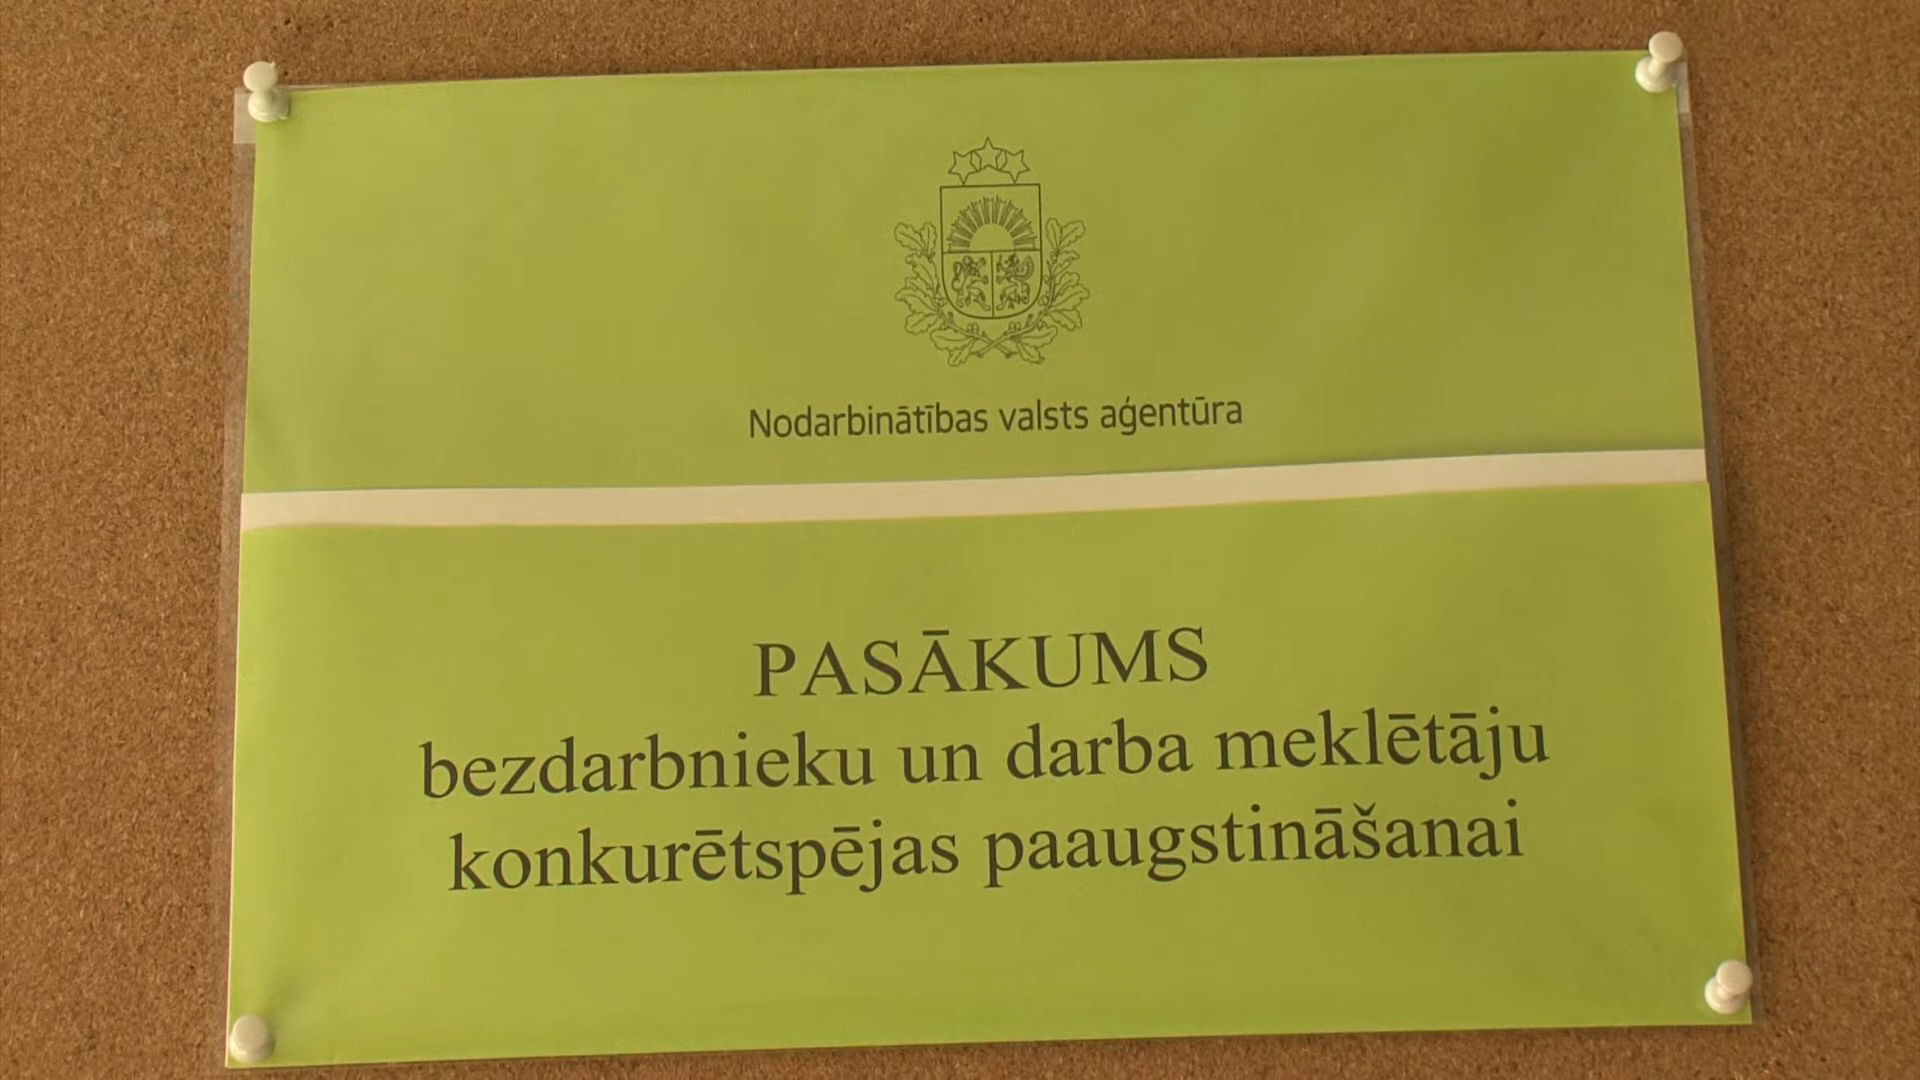 Nodarbinātības valsts aģentūra
PASĀKUMS
bezdarbnieku un darba meklētāju
konkurētspējas paaugstināšanai